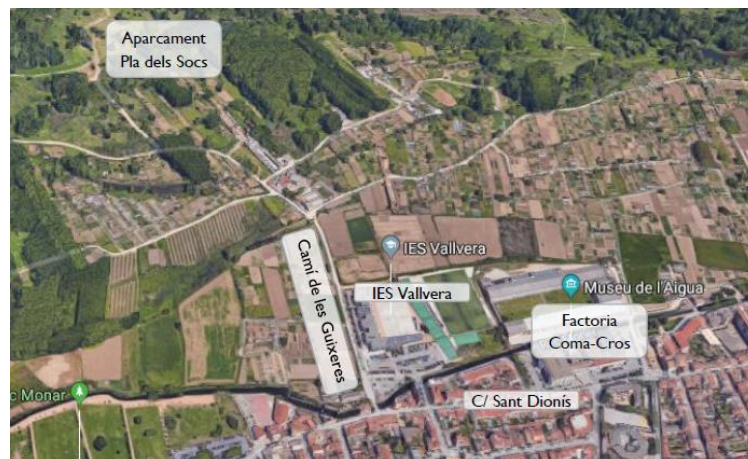 Aparcament
Pla dels Socs
Camí de les Guixeres
IES Vallvera
IES Vallvera
Museu de l'Aigua
Factoria
Coma-Cros
c Monar
C/ Sant Dionís